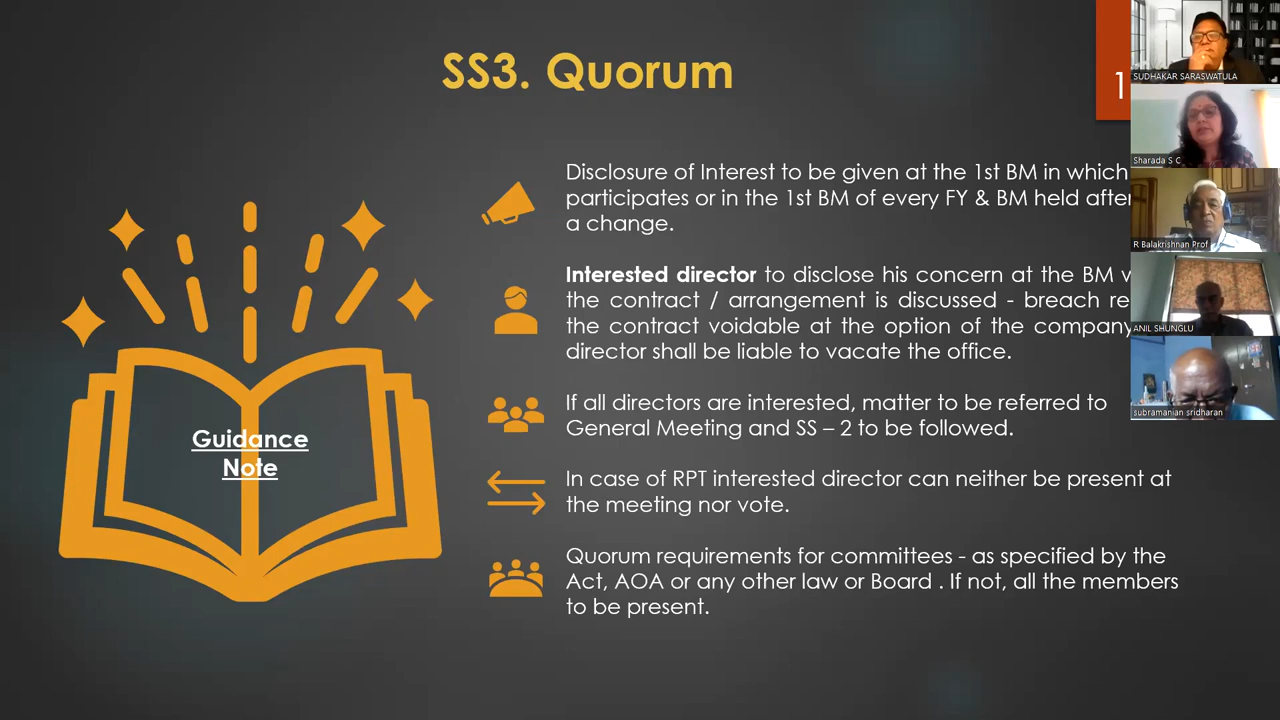 SS3. Quorum
1
Disclosure of Interest to be given at the 1st BM in which
participates or in the 1st BM of every FY & BM held after
a change.
Interested director to disclose his concern at the BM
the contract / arrangement is discussed - breach
the contract voidable at the option of the company
director shall be liable to vacate the office.
If all directors are interested, matter to be referred to
General Meeting and SS – 2 to be followed.
In case of RPT interested director can neither be present at
the meeting nor vote.
Quorum requirements for committees - as specified by the
Act, AOA or any other law or Board . If not, all the members
to be present.
Guidance
Note
SUDHAKAR SARASWATULA
Sharada S C
R Balakrishnan Prof
ANIL SHUNGLU
subramanian sridharan